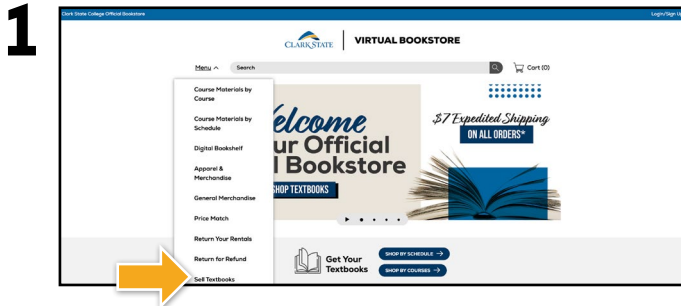 1
Clark State College Official Bookstore
Login/Sign U
CLARK STATE
VIRTUAL BOOKSTORE
Menu
Search
Cart (0)
Course Materials by
Course
Course Materials by
Schedule
Digital Bookshelf
Apparel &
Merchandise
General Merchandise
Price Match
Return Your Rentals
Return for Refund
Sell Textbooks
elcome
ur Official
l Bookstore
SHOP TEXTBOOKS
$7 Expedited Shipping
ON ALL ORDERS*
Get Your
Textbooks
SHOP BY SCHEDULE →
SHOP BY COURSES →